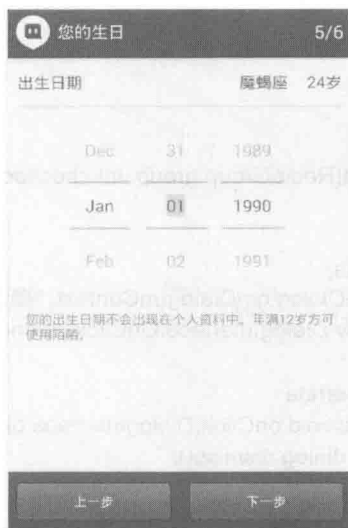 您的生日 5/6
出生日期 魔蝎座 24岁
Dec 31 1989
Jan 01 1990
Feb 02 1991
您的出生日期不会出现在个人资料中。年满12岁方可
使用陌陌。
上一步 下一步